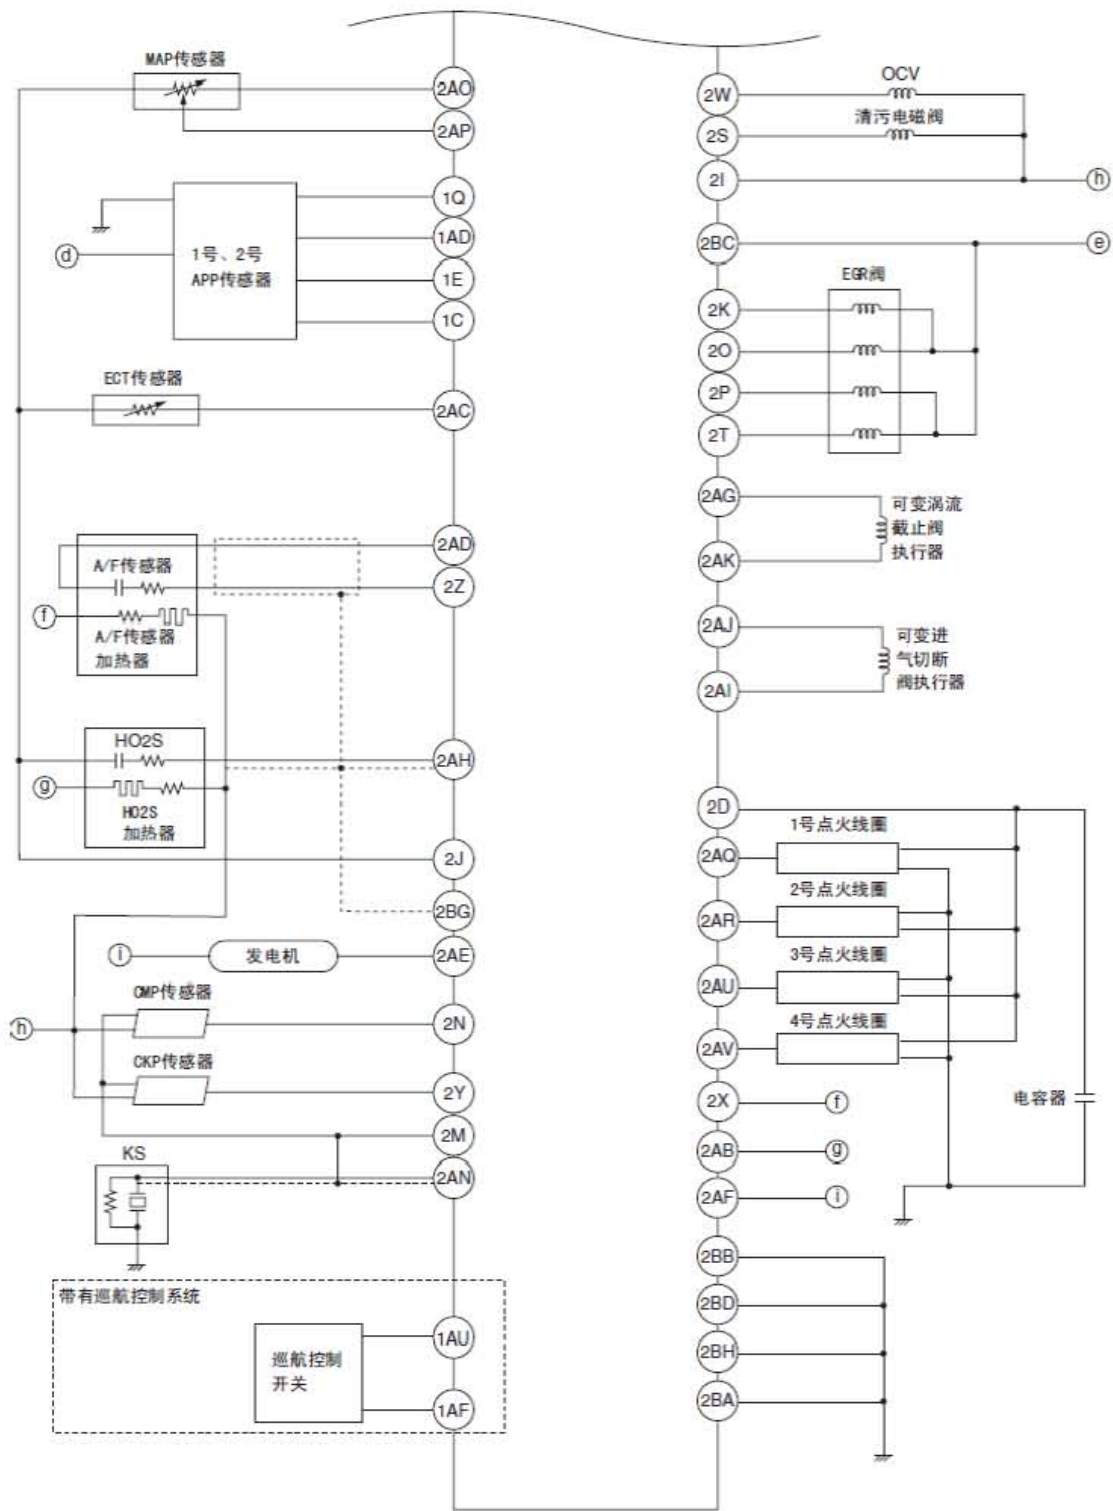 MAP传感器
2AO
2AP
1Q
1AD
1E
1C
d
1号、2号
APP传感器
ECT传感器
2AC
2AD
2Z
A/F传感器
f
A/F传感器
加热器
HO2S
2AH
g
HO2S
加热器
2J
2BG
i
发电机
2AE
CMP传感器
h
2N
CKP传感器
2Y
2M
KS
2AN
带有巡航控制系统
巡航控制
开关
1AU
1AF
OCV
2W
清污电磁阀
2S
2I
h
2BC
e
EGR阀
2K
2O
2P
2T
2AG
可变涡流
截止阀
执行器
2AK
2AJ
可变进
气切断
阀执行器
2AI
2D
1号点火线圈
2AQ
2号点火线圈
2AR
3号点火线圈
2AU
4号点火线圈
2AV
2X
f
电容器
2AB
g
2AF
i
2BB
2BD
2BH
2BA